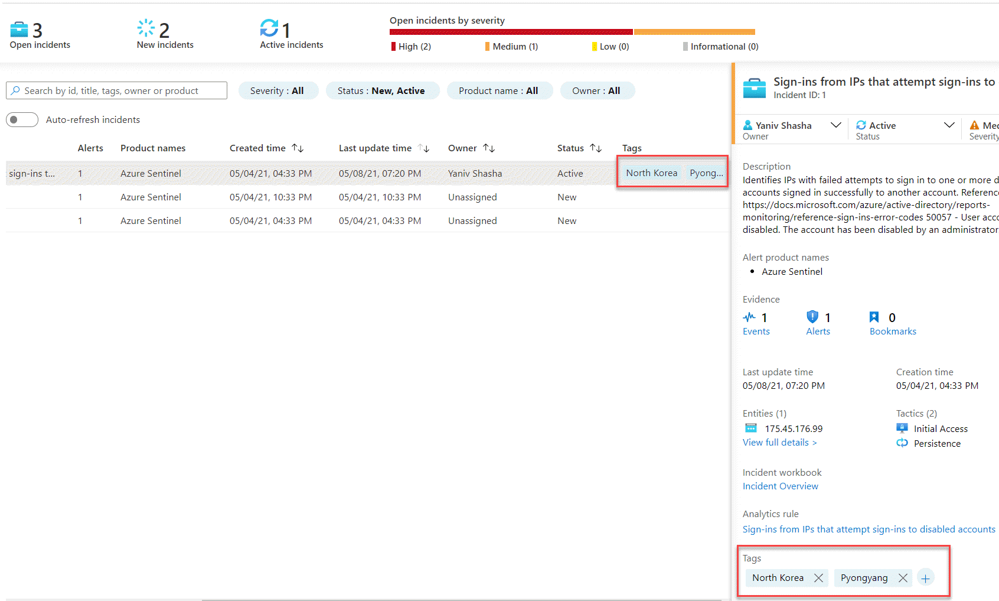 3
Open incidents
2
New incidents
1
Active incidents
Open incidents by severity
High (2)
Medium (1)
Low (0)
Informational (0)
Search by id, title, tags, owner or product
Severity : All
Status : New, Active
Product name : All
Owner : All
Auto-refresh incidents
Alerts Product names Created time Last update time Owner Status Tags
sign-ins t... 1 Azure Sentinel 05/04/21, 04:33 PM 05/08/21, 07:20 PM Yaniv Shasha Active North Korea Pyong...
1 Azure Sentinel 05/04/21, 10:33 PM 05/04/21, 10:33 PM Unassigned New
1 Azure Sentinel 05/04/21, 04:33 PM 05/04/21, 04:33 PM Unassigned New
Sign-ins from IPs that attempt sign-ins to
Incident ID: 1
Yaniv Shasha
Owner
Active
Status
Med
Severity
Description
Identifies IPs with failed attempts to sign in to one or more d
accounts signed in successfully to another account. Reference
https://docs.microsoft.com/azure/active-directory/reports-
monitoring/reference-sign-ins-error-codes 50057 - User acco
disabled. The account has been disabled by an administrator
Alert product names
• Azure Sentinel
Evidence
1
Events
1
Alerts
0
Bookmarks
Last update time
05/08/21, 07:20 PM
Creation time
05/04/21, 04:33 PM
Entities (1)
175.45.176.99
View full details >
Tactics (2)
Initial Access
Persistence
Incident workbook
Incident Overview
Analytics rule
Sign-ins from IPs that attempt sign-ins to disabled accounts
Tags
North Korea
Pyongyang